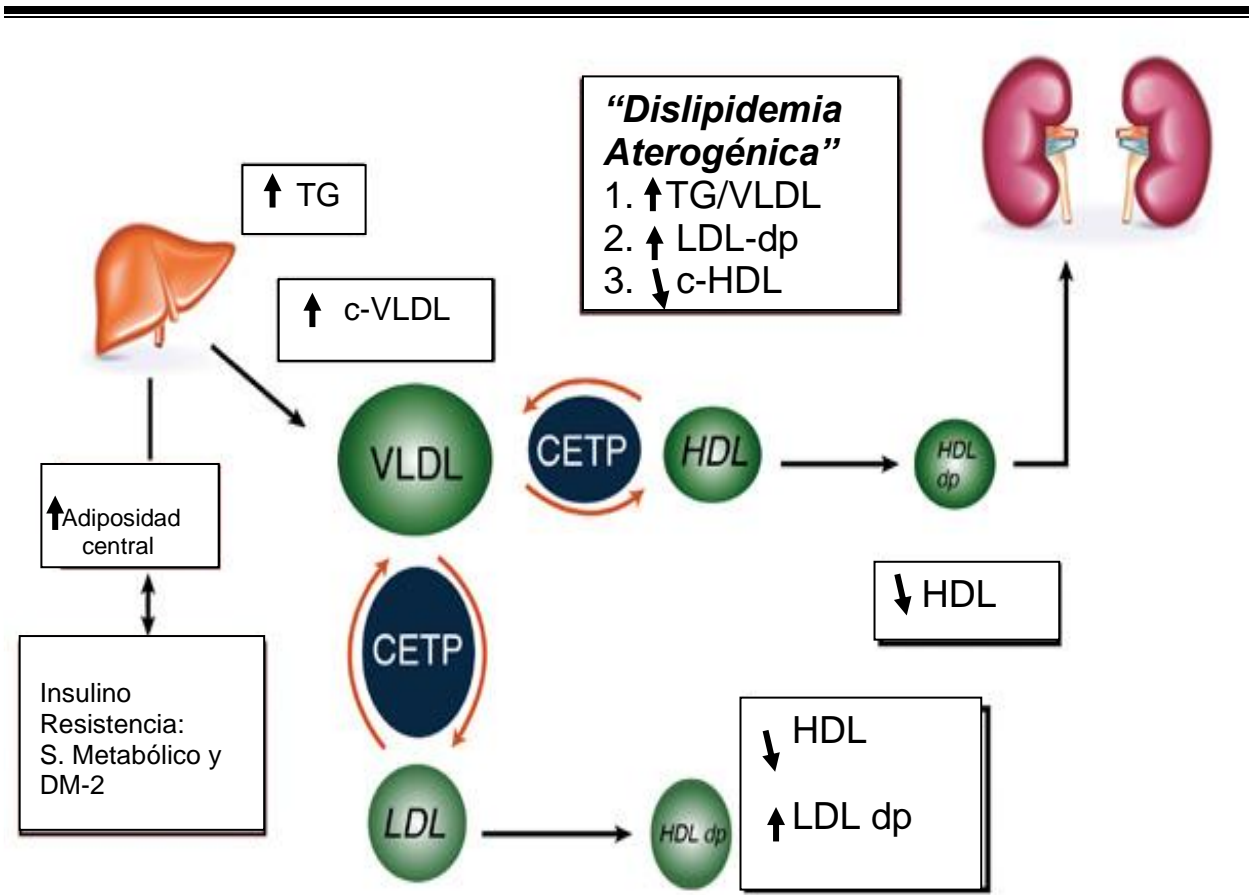 “Dislipidemia
Aterogénica”
1. ↑TG/VLDL
2. ↑ LDL-dp
3. ↓ c-HDL
↑ TG
↑ c-VLDL
VLDL
CETP
HDL
HDL
dp
↑Adiposidad
central
↓ HDL
CETP
Insulino
Resistencia:
S. Metabólico y
DM-2
↓ HDL
↑ LDL dp
LDL
HDL dp